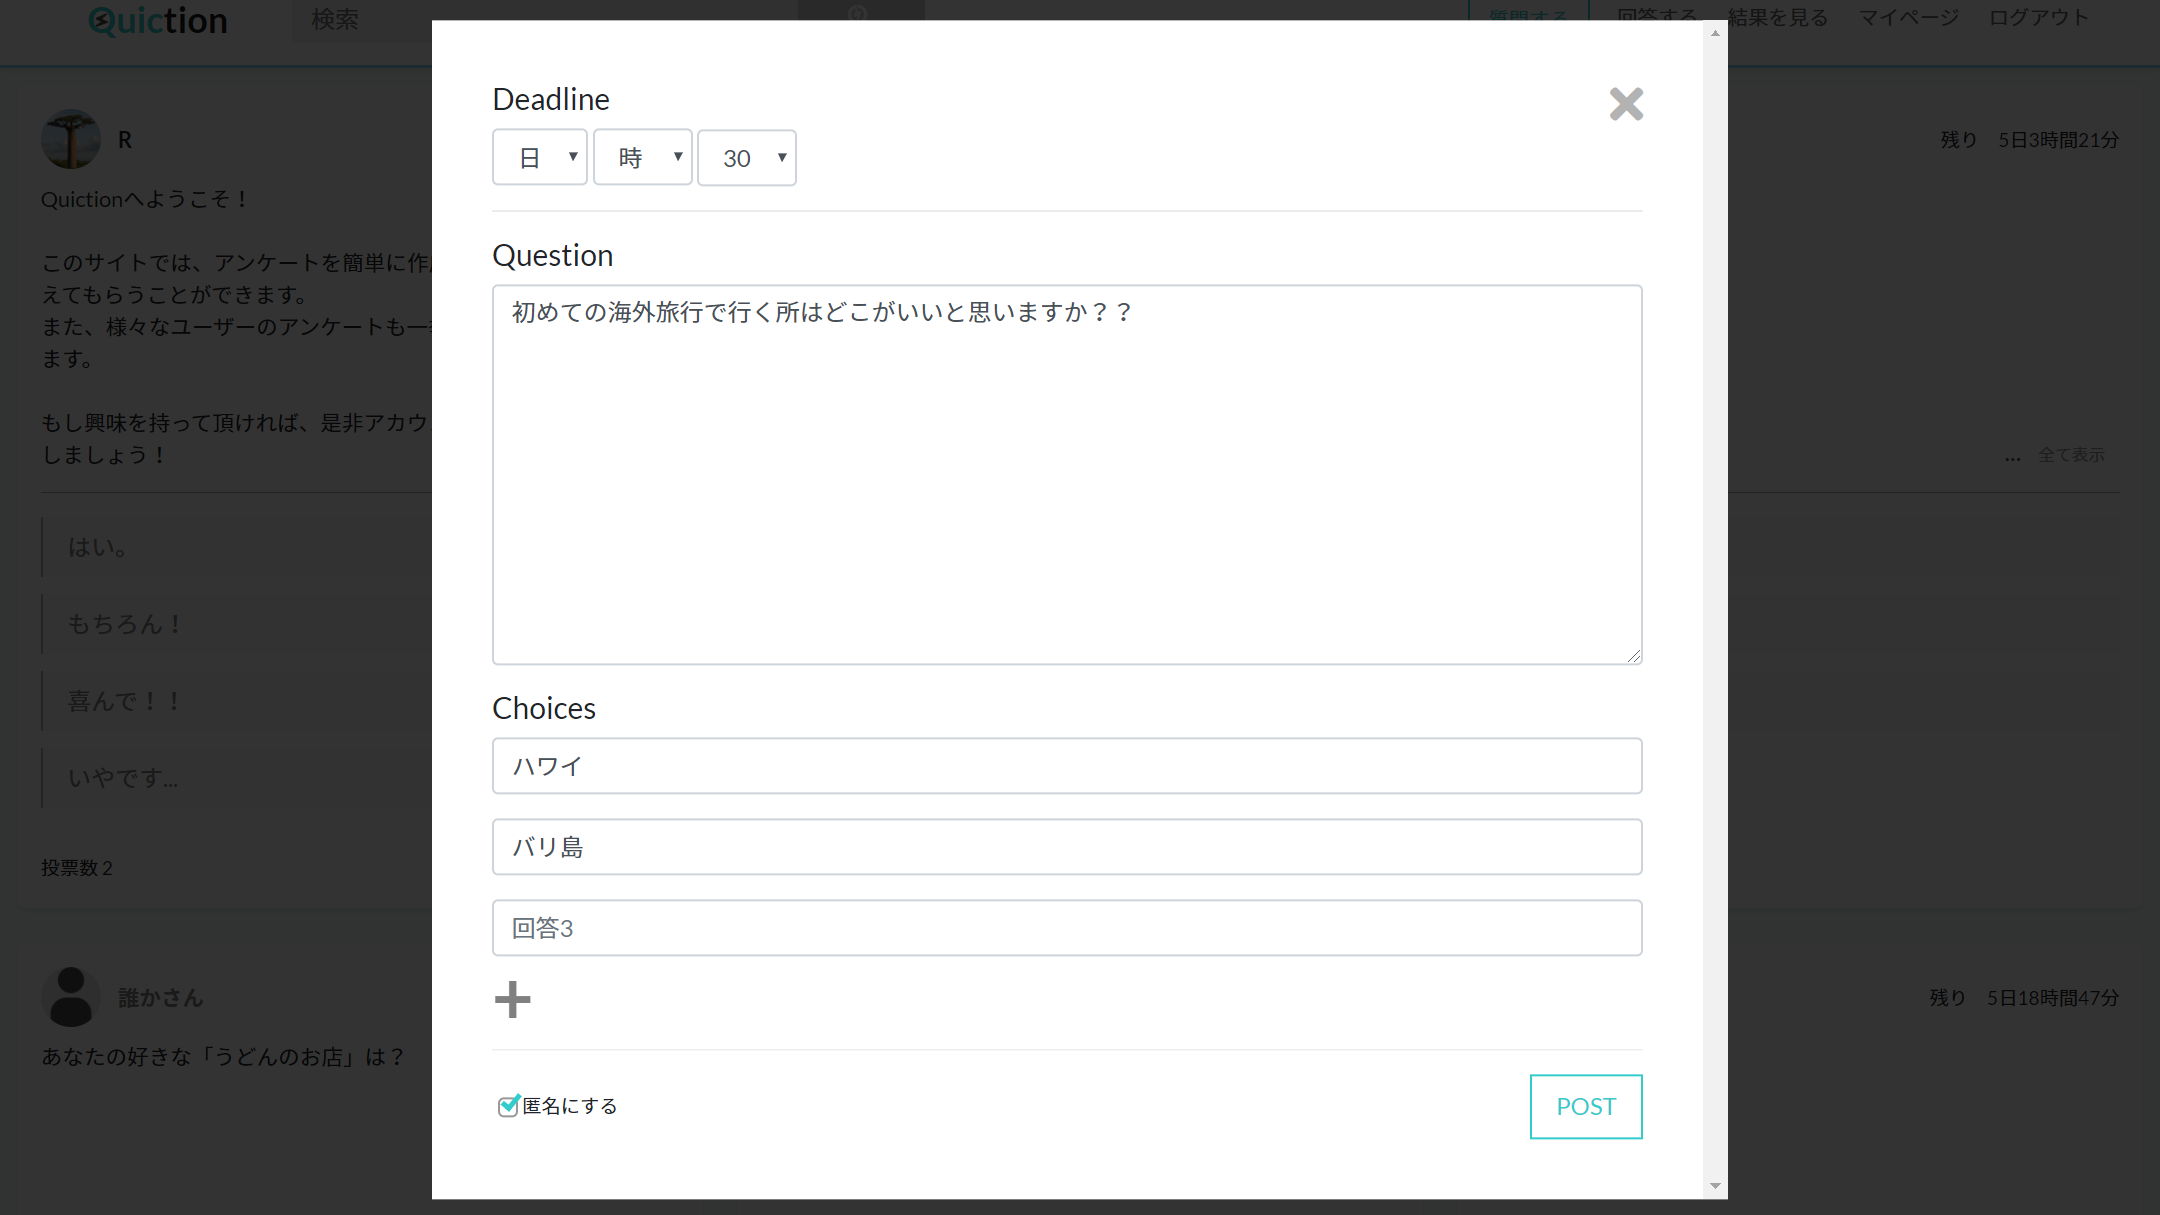 Quiction
検索
質問する
回答する
結果を見る
マイページ
ログアウト
R
残り 5日3時間21分
Quictionへようこそ！
このサイトでは、アンケートを簡単に作
えてもらうことができます。
また、様々なユーザーのアンケートも一
ます。
もし興味を持って頂ければ、是非アカウ
しましょう！
... 全て表示
はい。
もちろん！
喜んで！！
いやです...
投票数 2
誰かさん
残り 5日18時間47分
あなたの好きな「うどんのお店」は？
Deadline
日
時
30
Question
初めての海外旅行で行く所はどこがいいと思いますか？？
Choices
ハワイ
バリ島
回答3
匿名にする
POST